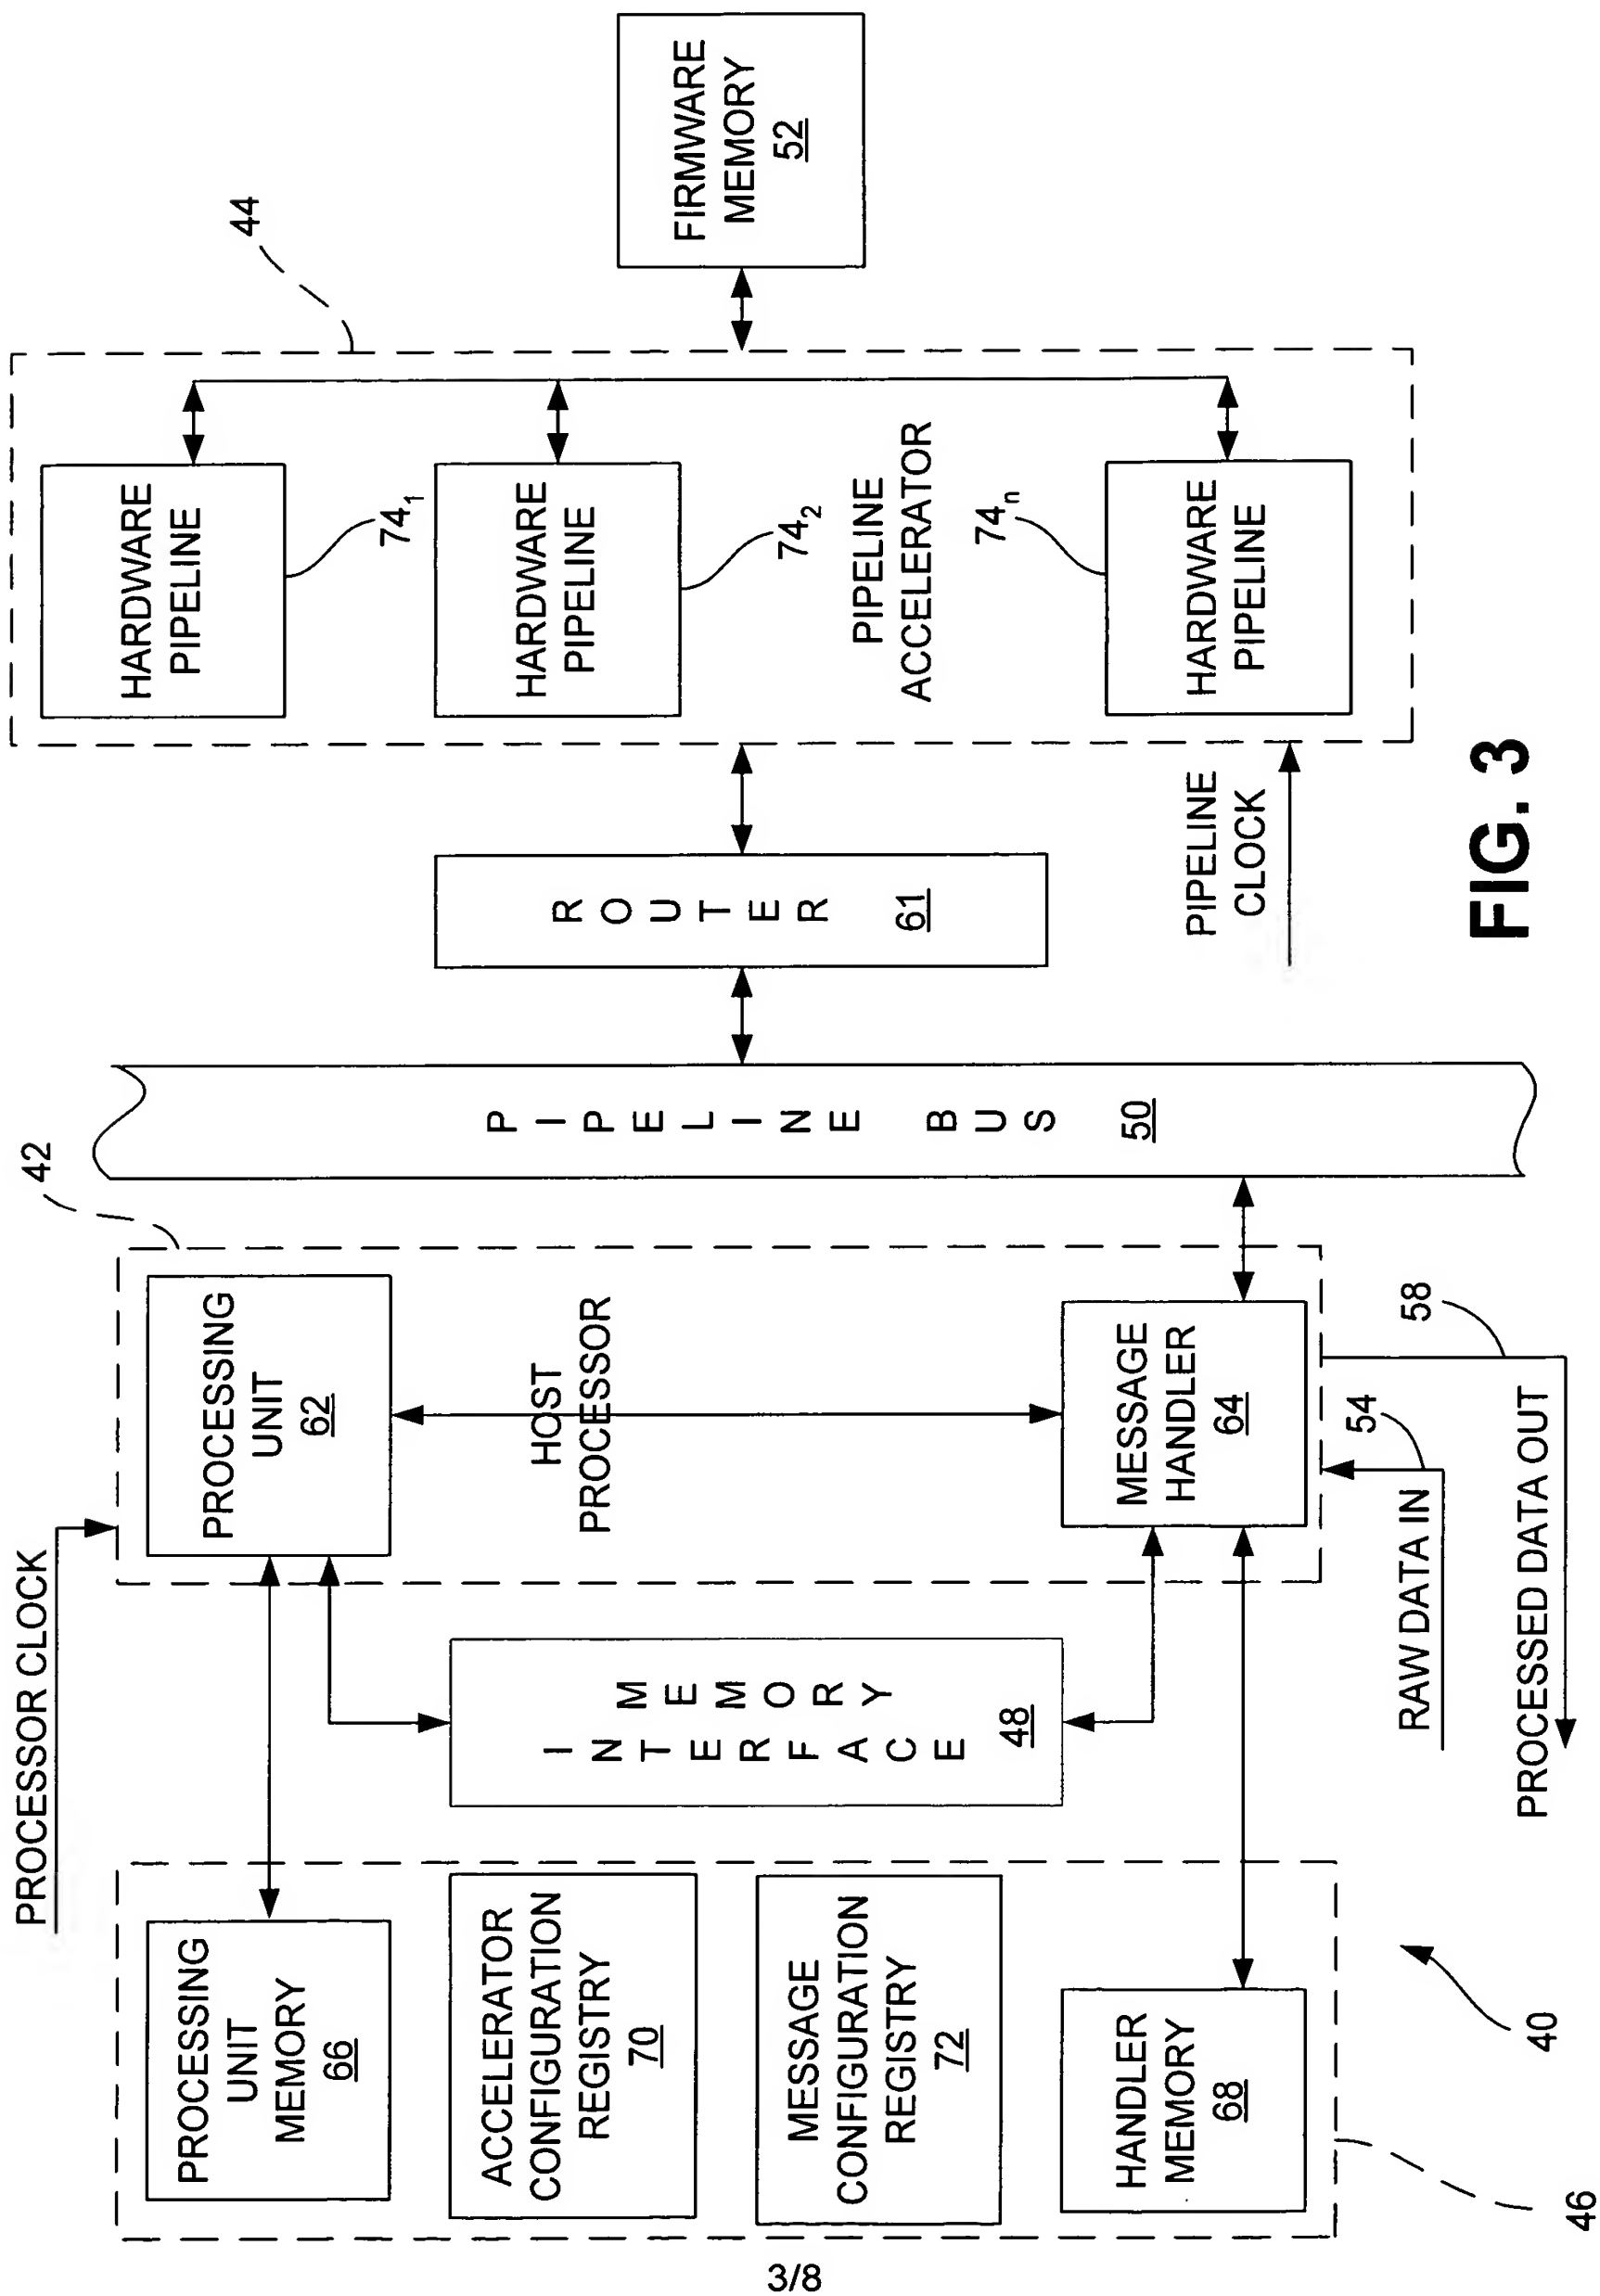 PROCESSOR CLOCK
PROCESSING
UNIT
MEMORY
66
ACCELERATOR
CONFIGURATION
REGISTRY
70
MESSAGE
CONFIGURATION
REGISTRY
72
HANDLER
MEMORY
68
46
40
MEMORY
INTERFACE
48
42
PROCESSING
UNIT
62
HOST
PROCESSOR
MESSAGE
HANDLER
64
RAW DATA IN
54
PROCESSED DATA OUT
58
PIPELINE BUS
50
ROUTER
61
PIPELINE
CLOCK
44
HARDWARE
PIPELINE
74₁
HARDWARE
PIPELINE
74₂
PIPELINE
ACCELERATOR
74ₙ
HARDWARE
PIPELINE
FIRMWARE
MEMORY
52
FIG. 3
3/8